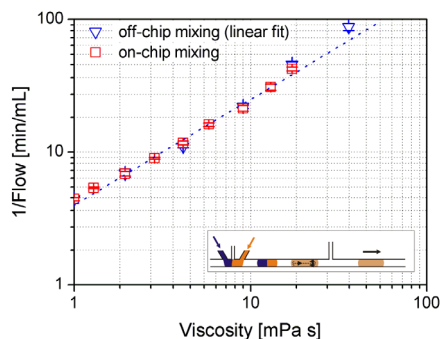 100
off-chip mixing (linear fit)
on-chip mixing
1/Flow [min/mL]
10
1
1
10
100
Viscosity [mPa s]